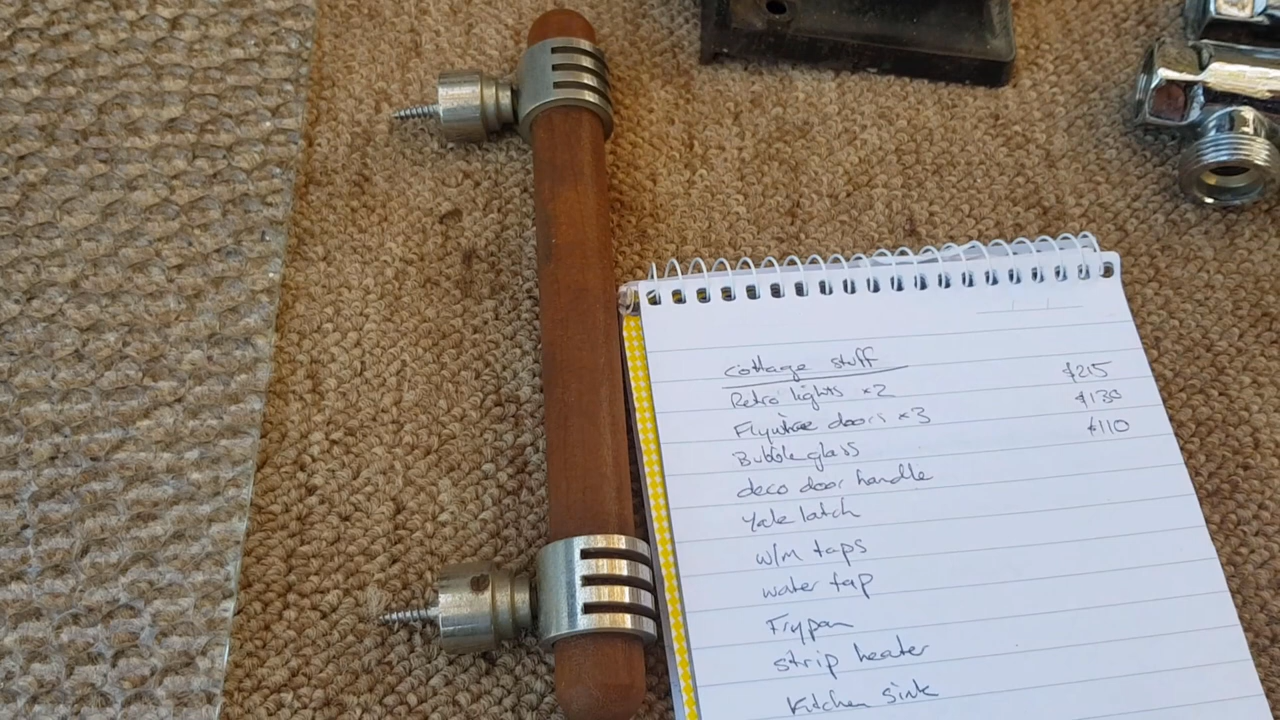 cottage stuff
Retro lights x2 $215
Flywire doors x3 $130
Bubble glass $110
deco door handle
Yale latch
w/m taps
water tap
Frypan
strip heater
Kitchen sink